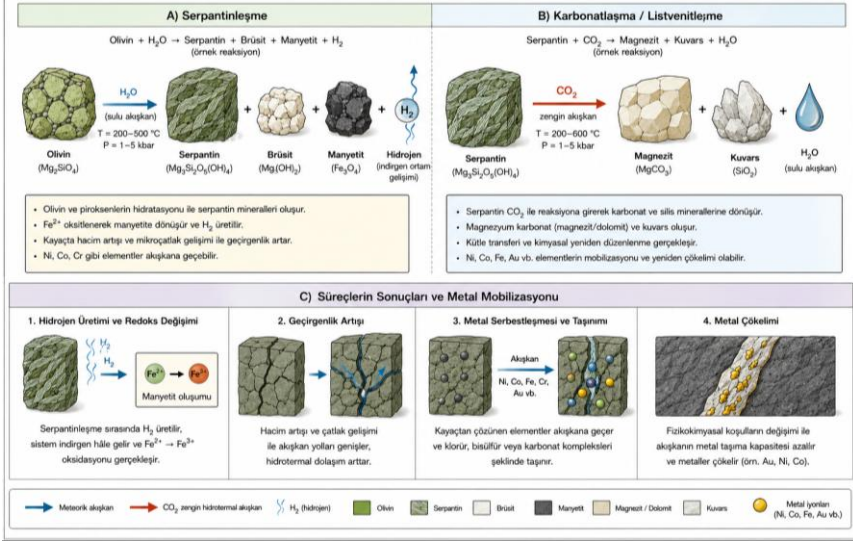 A) Serpantinleşme
Olivin + H₂O → Serpantin + Brüsit + Manyetit + H₂
(örnek reaksiyon)
H₂O
(sulu akışkan)
T = 200–500 °C
P = 1–5 kbar
+
+
+
H₂
Olivin
(Mg₂SiO₄)
Serpantin
(Mg₃Si₂O₅(OH)₄)
Brüsit
(Mg(OH)₂)
Manyetit
(Fe₃O₄)
Hidrojen
(indirgen ortam
gelişimi)
• Olivin ve piroksenlerin hidratasyonu ile serpantin mineralleri oluşur.
• Fe²⁺ oksitlenerek manyetite dönüşür ve H₂ üretilir.
• Kayaçta hacim artışı ve mikroçatlak gelişimi ile geçirgenlik artar.
• Ni, Co, Cr gibi elementler akışkana geçebilir.
B) Karbonatlaşma / Listvenitleşme
Serpantin + CO₂ → Magnezit + Kuvars + H₂O
(örnek reaksiyon)
CO₂
zengin akışkan
T = 200–600 °C
P = 1–5 kbar
+
+
Serpantin
(Mg₃Si₂O₅(OH)₄)
Magnezit
(MgCO₃)
Kuvars
(SiO₂)
H₂O
(sulu akışkan)
• Serpantin CO₂ ile reaksiyona girerek karbonat ve silis minerallerine dönüşür.
• Magnezyum karbonat (magnezit/dolomit) ve kuvars oluşur.
• Kütle transferi ve kimyasal yeniden düzenleme gerçekleşir.
• Ni, Co, Fe, Au vb. elementlerin mobilizasyonu ve yeniden çökelimi olabilir.
C) Süreçlerin Sonuçları ve Metal Mobilizasyonu
1. Hidrojen Üretimi ve Redoks Değişimi
H₂
H₂
Fe²⁺ → Fe³⁺
Manyetit oluşumu
Serpantinleşme sırasında H₂ üretilir,
sistem indirgen hâle gelir ve Fe²⁺ → Fe³⁺
oksidasyonu gerçekleşir.
2. Geçirgenlik Artışı
Hacim artışı ve çatlak gelişimi
ile akışkan yolları genişler,
hidrotermal dolaşım arttar.
3. Metal Serbestleşmesi ve Taşınımı
Akışkan
Ni, Co, Fe, Cr,
Au vb.
Kayaçtan çözünen elementler akışkana geçer
ve klorür, bisülfür veya karbonat kompleksleri
şeklinde taşınır.
4. Metal Çökelimi
Fizikokimyasal koşulların değişimi ile
akışkanın metal taşıma kapasitesi azalır
ve metaller çökelir (örn. Au, Ni, Co).
Meteorik akışkan
CO₂ zengin hidrotermal akışkan
H₂ (hidrojen)
Olivin
Serpantin
Brüsit
Manyetit
Magnezit / Dolomit
Kuvars
Metal iyonları
(Ni, Co, Fe, Au vb.)